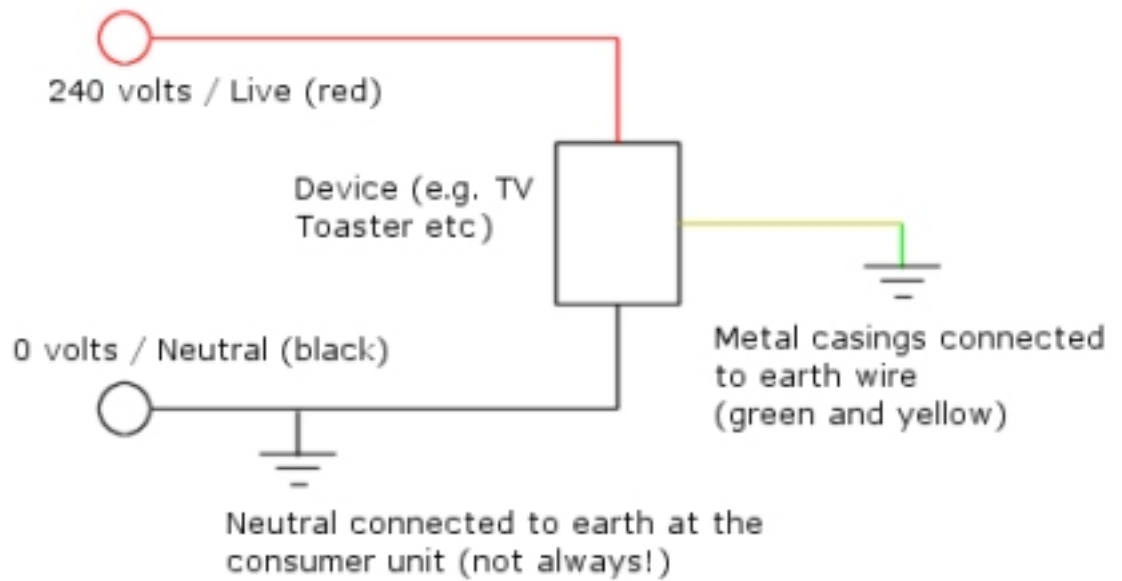 240 volts / Live (red)
Device (e.g. TV
Toaster etc)
0 volts / Neutral (black)
Metal casings connected
to earth wire
(green and yellow)
Neutral connected to earth at the
consumer unit (not always!)